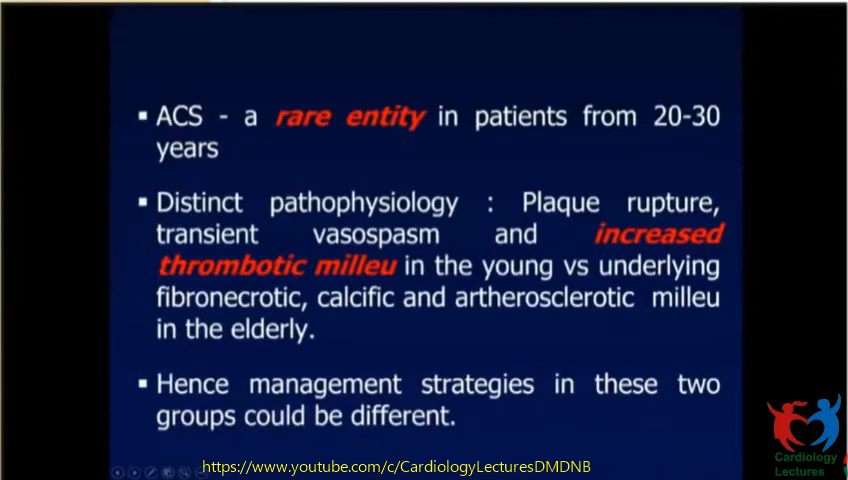 ▪ ACS - a rare entity in patients from 20-30
years
▪ Distinct pathophysiology : Plaque rupture,
transient vasospasm and increased
thrombotic milleu in the young vs underlying
fibronecrotic, calcific and artherosclerotic milleu
in the elderly.
▪ Hence management strategies in these two
groups could be different.
https://www.youtube.com/c/CardiologyLecturesDMDNB
Cardiology
Lectures